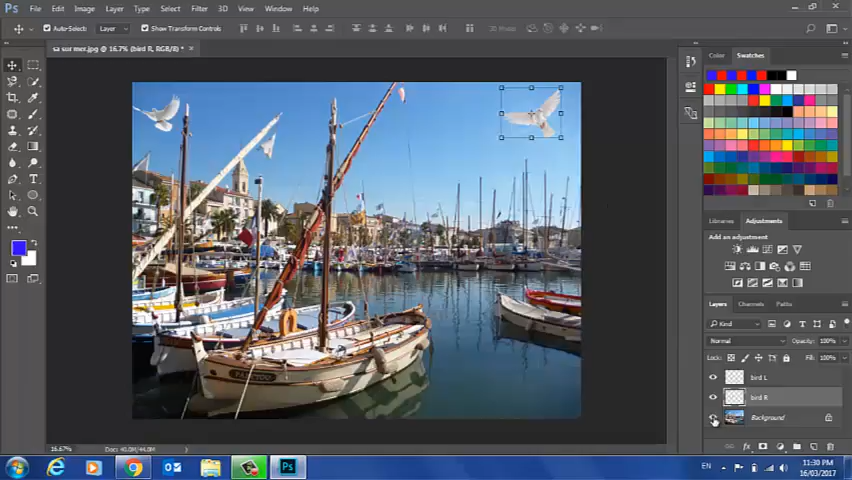 Ps File Edit Image Layer Type Select Filter 3D View Window Help
Auto-Select: Layer Show Transform Controls 3D Mode:
sa sur mer.jpg @ 16.7% (bird R, RGB/8) *
Color Swatches
Libraries Adjustments
Add an adjustment
Layers Channels Paths
Kind
Normal Opacity: 100%
Lock: Fill: 100%
bird L
bird R
Background
16.67% Doc: 40.0M/44.0M
EN 11:30 PM
16/03/2017